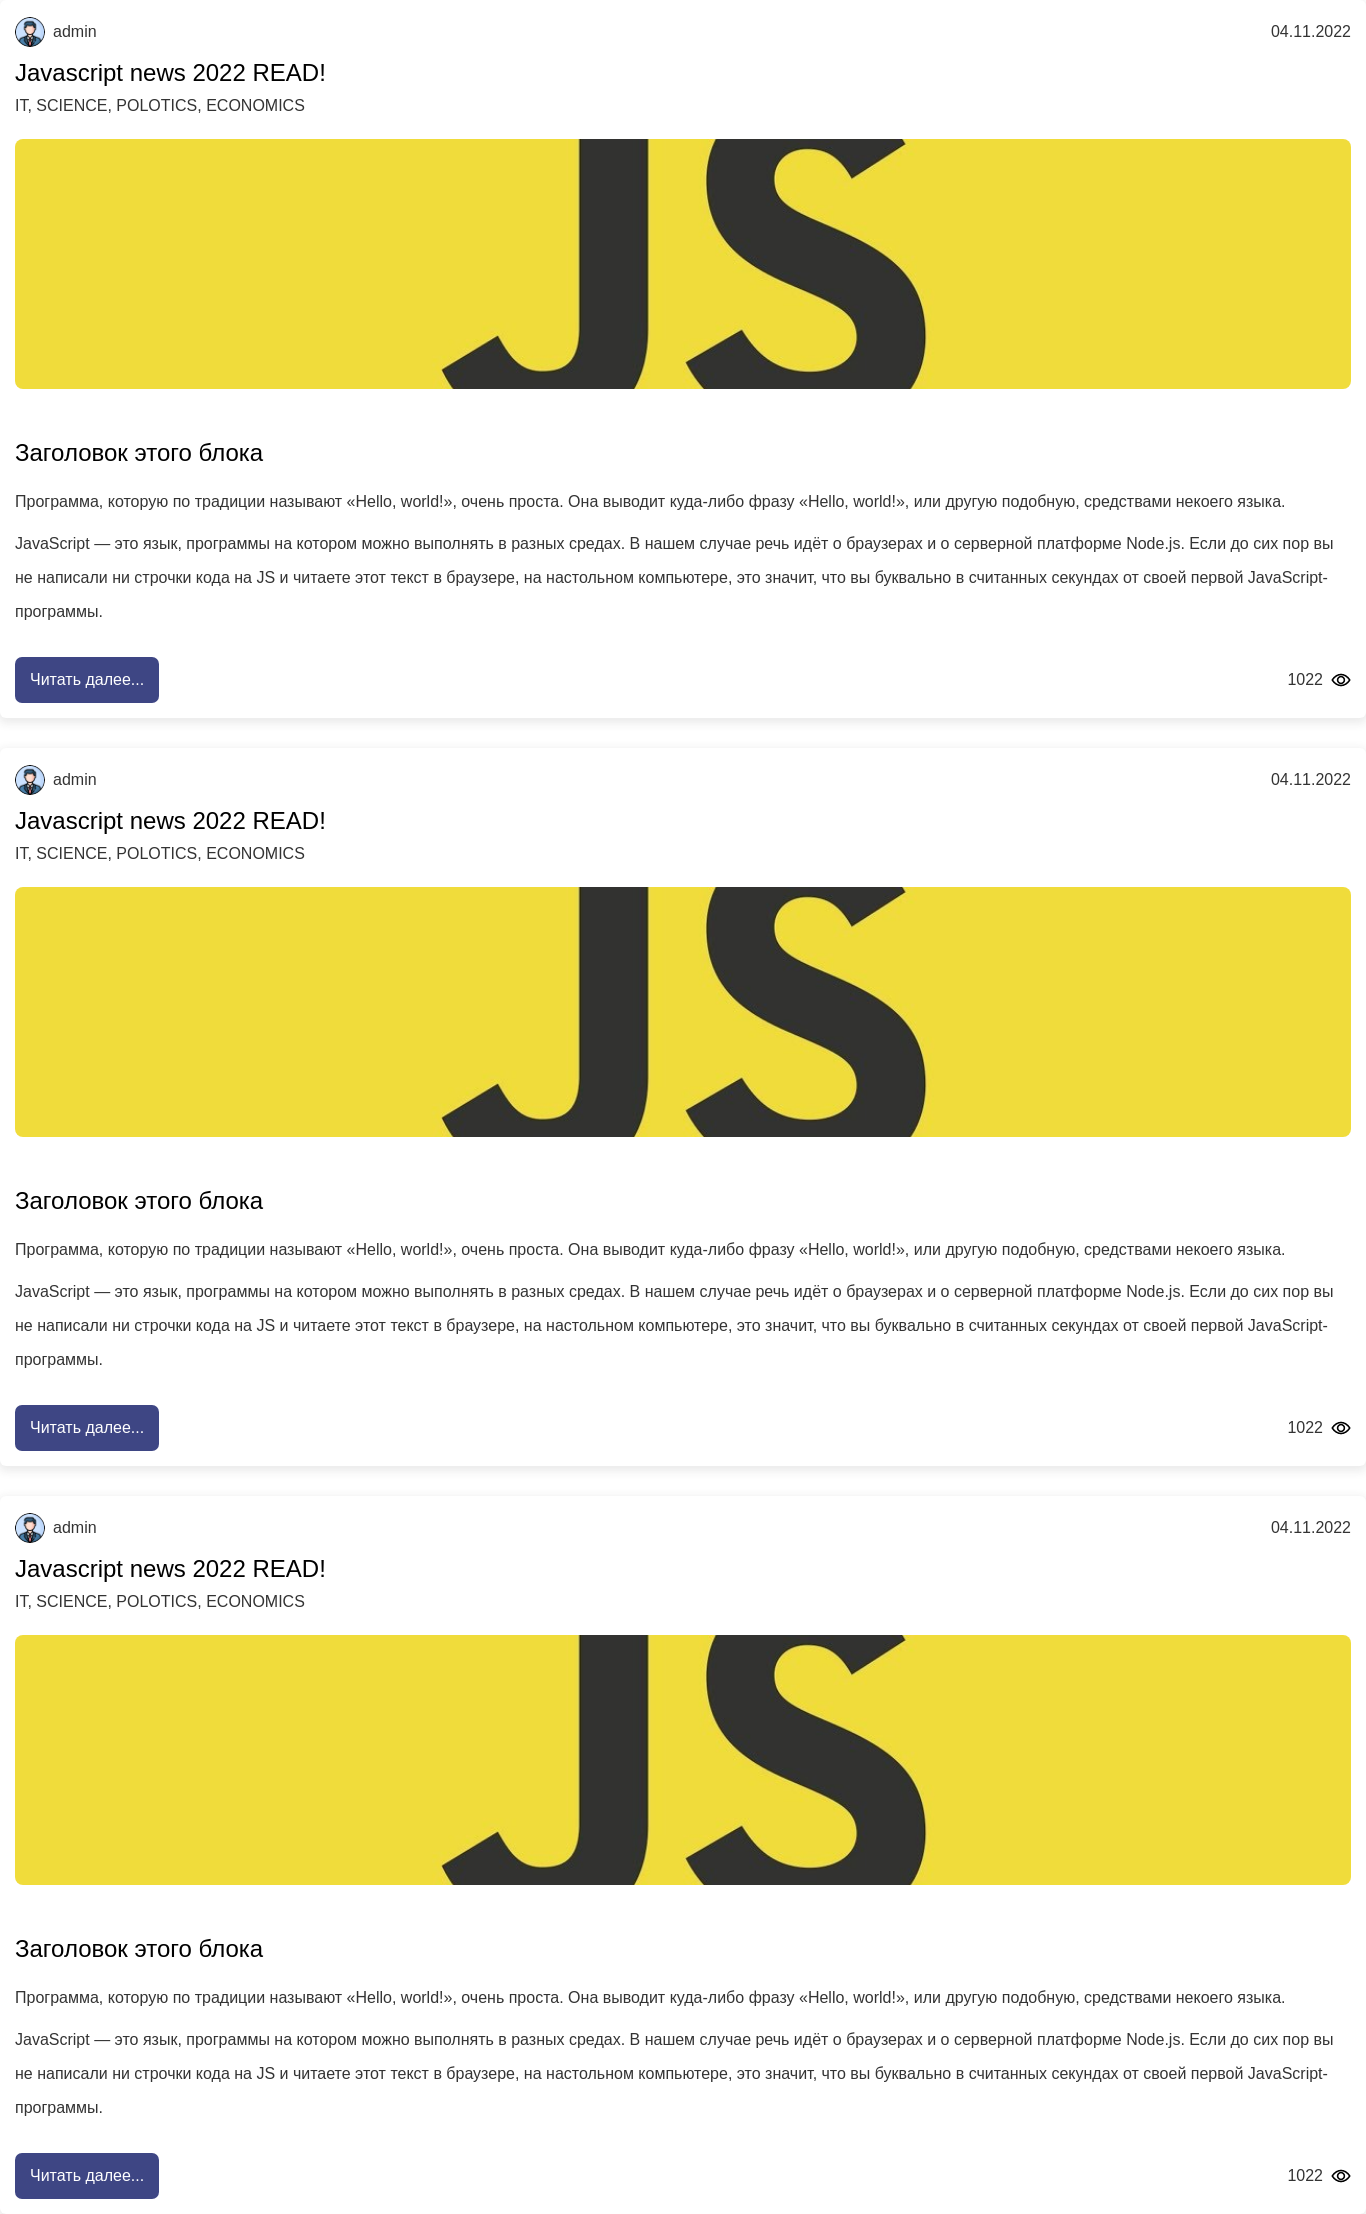 admin 04.11.2022
Javascript news 2022 READ!
IT, SCIENCE, POLOTICS, ECONOMICS
JS
Заголовок этого блока
Программа, которую по традиции называют «Hello, world!», очень проста. Она выводит куда-либо фразу «Hello, world!», или другую подобную, средствами некоего языка.
JavaScript — это язык, программы на котором можно выполнять в разных средах. В нашем случае речь идёт о браузерах и о серверной платформе Node.js. Если до сих пор вы
не написали ни строчки кода на JS и читаете этот текст в браузере, на настольном компьютере, это значит, что вы буквально в считанных секундах от своей первой JavaScript-
программы.
Читать далее... 1022
admin 04.11.2022
Javascript news 2022 READ!
IT, SCIENCE, POLOTICS, ECONOMICS
JS
Заголовок этого блока
Программа, которую по традиции называют «Hello, world!», очень проста. Она выводит куда-либо фразу «Hello, world!», или другую подобную, средствами некоего языка.
JavaScript — это язык, программы на котором можно выполнять в разных средах. В нашем случае речь идёт о браузерах и о серверной платформе Node.js. Если до сих пор вы
не написали ни строчки кода на JS и читаете этот текст в браузере, на настольном компьютере, это значит, что вы буквально в считанных секундах от своей первой JavaScript-
программы.
Читать далее... 1022
admin 04.11.2022
Javascript news 2022 READ!
IT, SCIENCE, POLOTICS, ECONOMICS
JS
Заголовок этого блока
Программа, которую по традиции называют «Hello, world!», очень проста. Она выводит куда-либо фразу «Hello, world!», или другую подобную, средствами некоего языка.
JavaScript — это язык, программы на котором можно выполнять в разных средах. В нашем случае речь идёт о браузерах и о серверной платформе Node.js. Если до сих пор вы
не написали ни строчки кода на JS и читаете этот текст в браузере, на настольном компьютере, это значит, что вы буквально в считанных секундах от своей первой JavaScript-
программы.
Читать далее... 1022